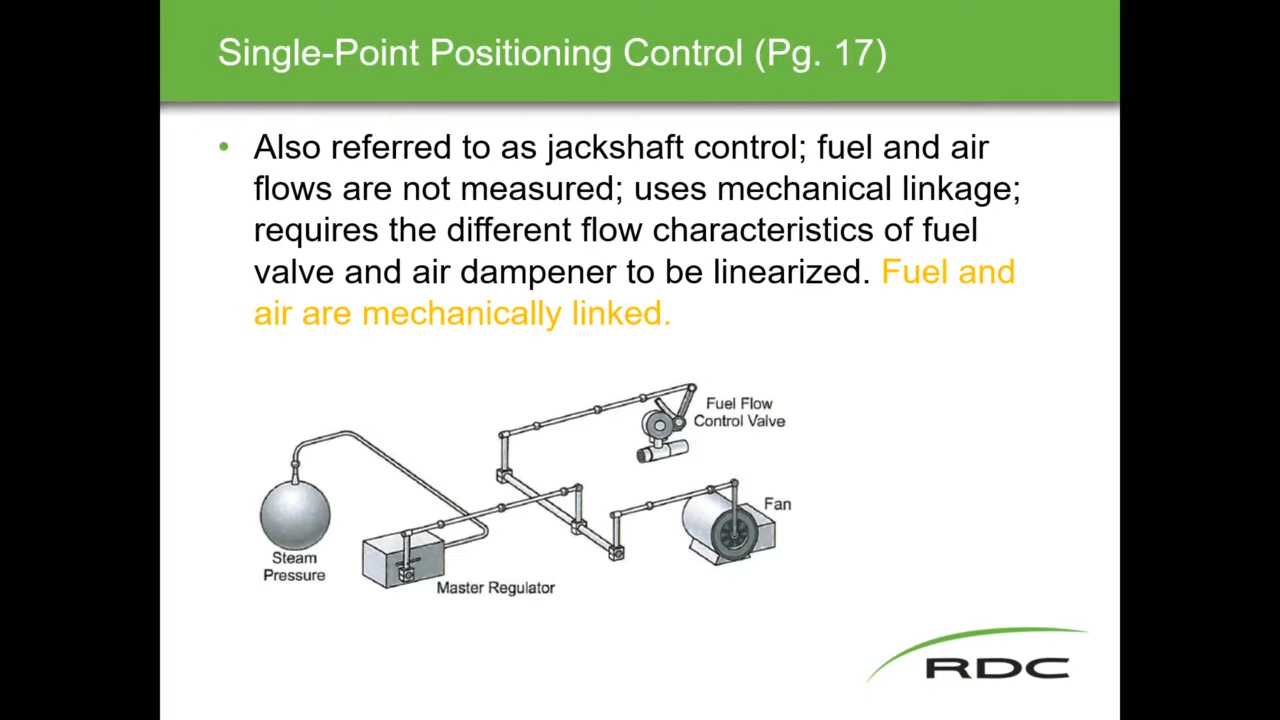 Single-Point Positioning Control (Pg. 17)
• Also referred to as jackshaft control; fuel and air
flows are not measured; uses mechanical linkage;
requires the different flow characteristics of fuel
valve and air dampener to be linearized. Fuel and
air are mechanically linked.
Fuel Flow
Control Valve
Fan
Steam
Pressure
Master Regulator
RDC